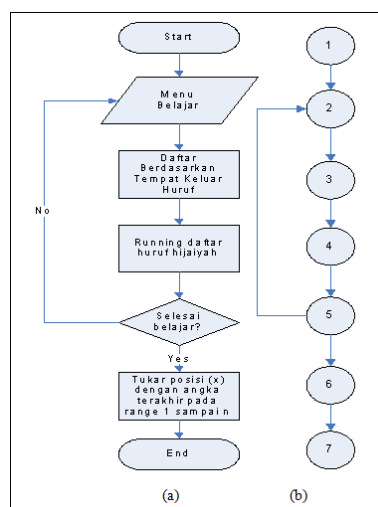 Start
Menu
Belajar
Daftar
Berdasarkan
Tempat Keluar
Huruf
Running daftar
huruf hijaiyah
No
Selesai
belajar?
Yes
Tukar posisi (x)
dengan angka
terakhir pada
range 1 sampai n
End
(a)
1
2
3
4
5
6
7
(b)